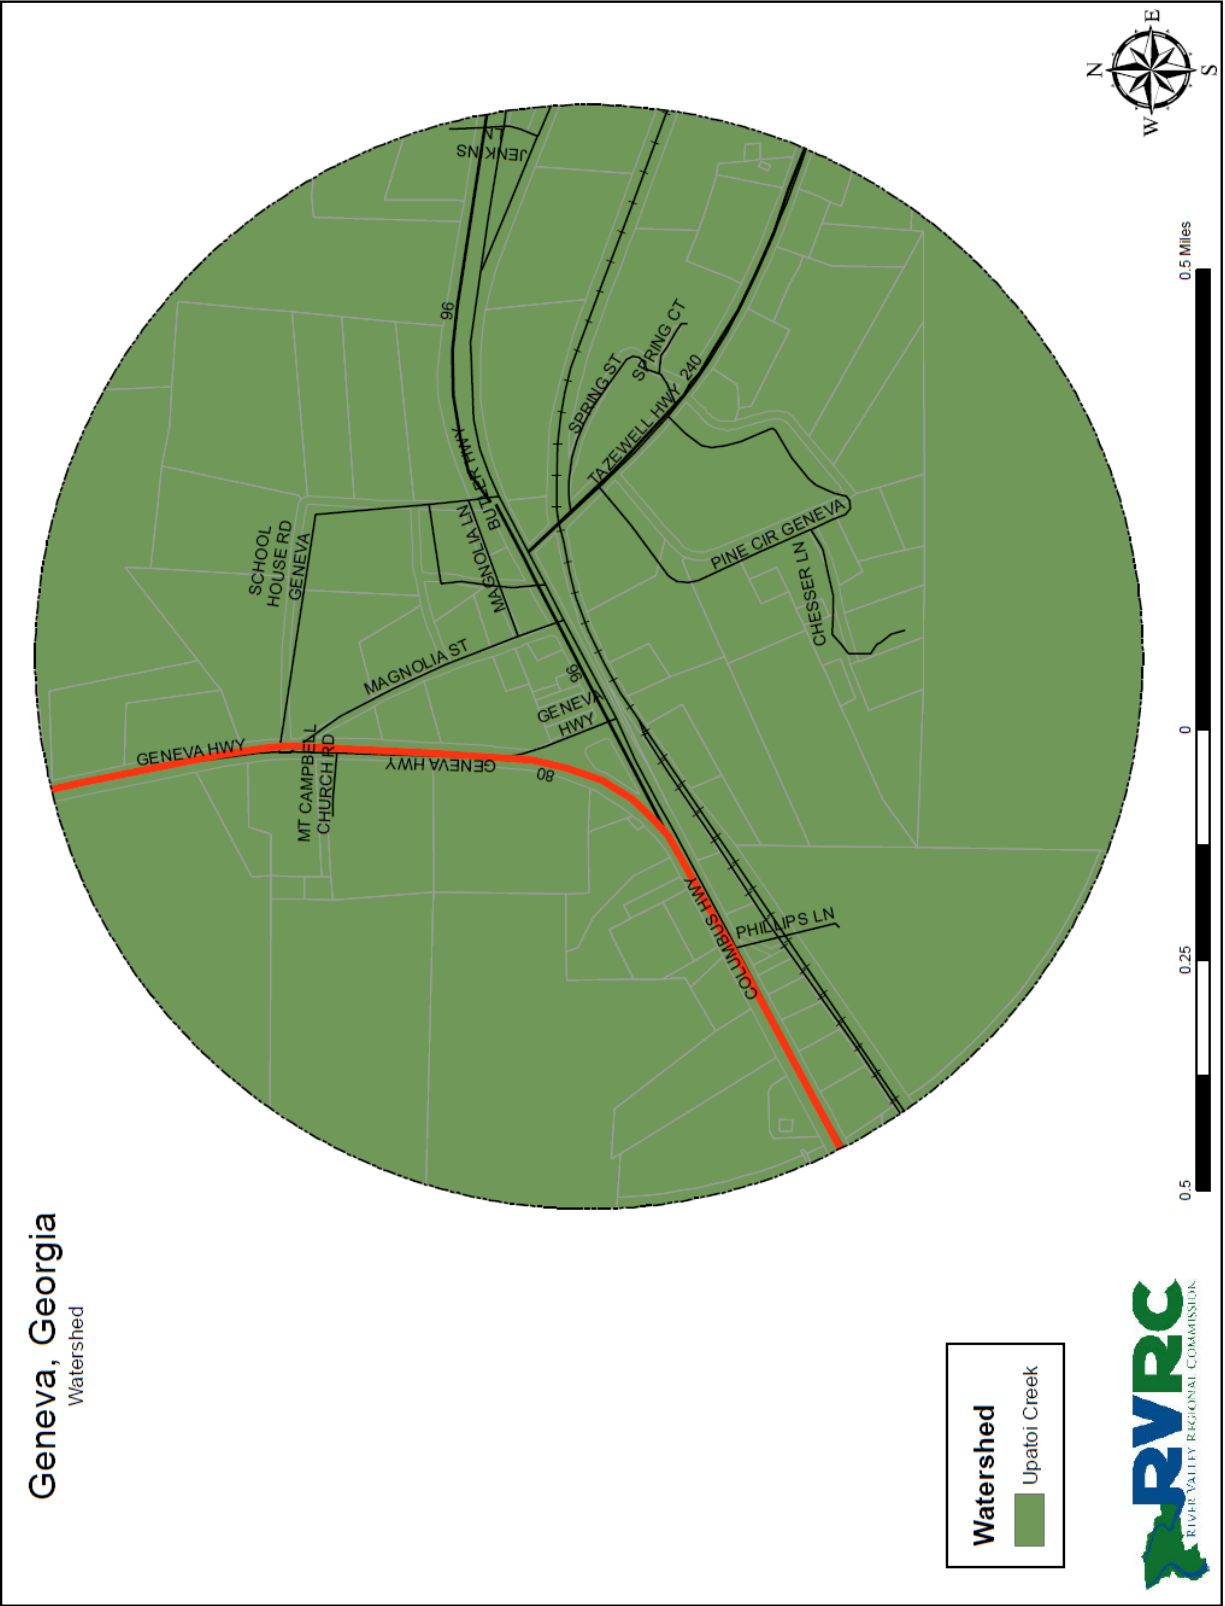 Geneva, Georgia
Watershed
N
E
S
W
JENKINS
LN
96
BUTLER HWY
SPRING CT
SPRING ST
TAZEWELL HWY 240
SCHOOL
HOUSE RD
GENEVA
MAGNOLIA LN
MAGNOLIA ST
PINE CIR GENEVA
CHESSER LN
96
GENEVA
HWY
GENEVA HWY
MT CAMPBELL
CHURCH RD
GENEVA HWY
80
COLUMBUS HWY
PHILLIPS LN
0.5
0.25
0
0.5 Miles
Watershed
Upatoi Creek
RVRC
RIVER VALLEY REGIONAL COMMISSION